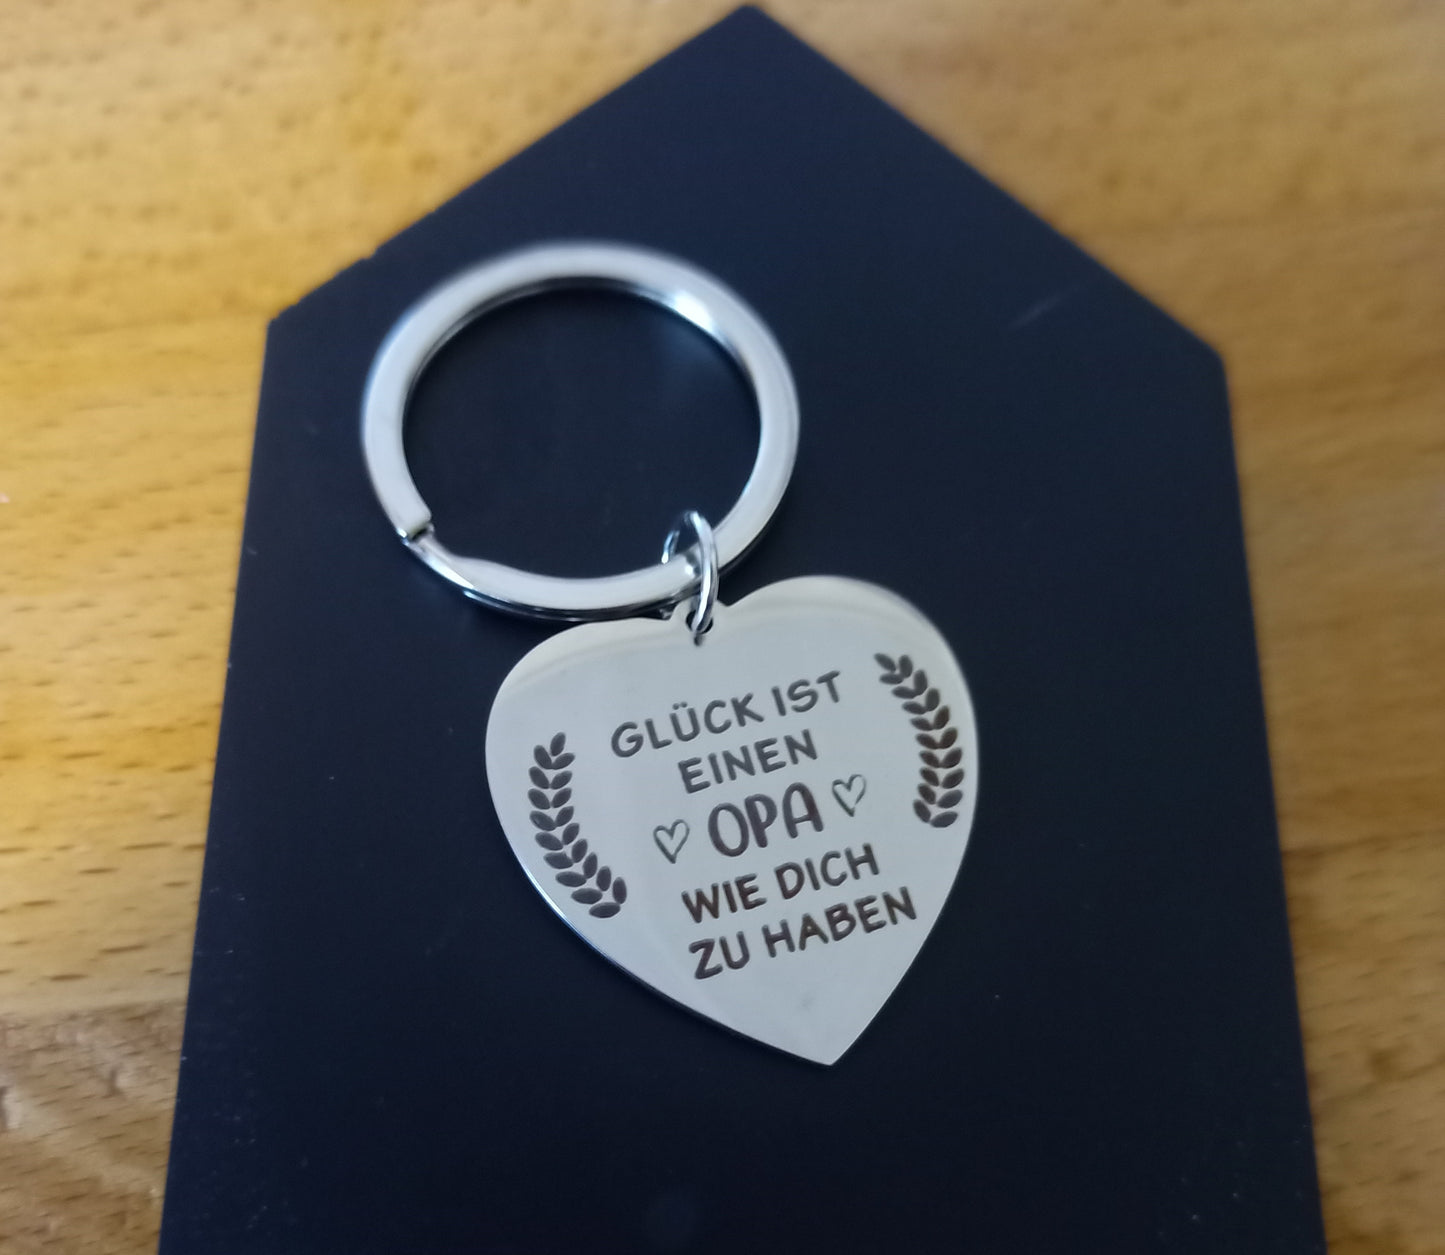 GLÜCK IST
EINEN
OPA
WIE DICH
ZU HABEN